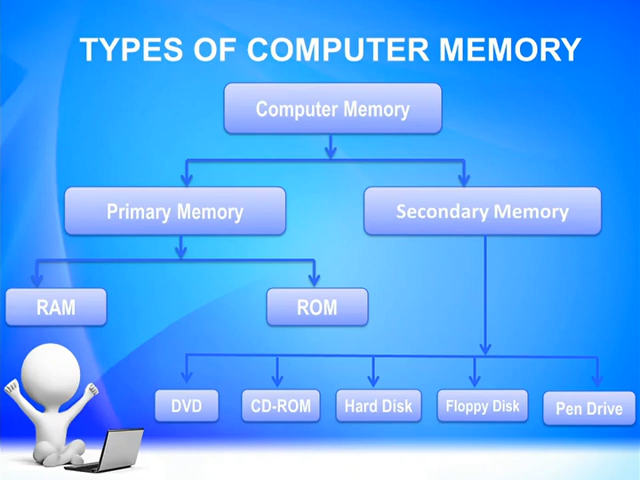 TYPES OF COMPUTER MEMORY
Computer Memory
Primary Memory
Secondary Memory
RAM
ROM
DVD
CD-ROM
Hard Disk
Floppy Disk
Pen Drive